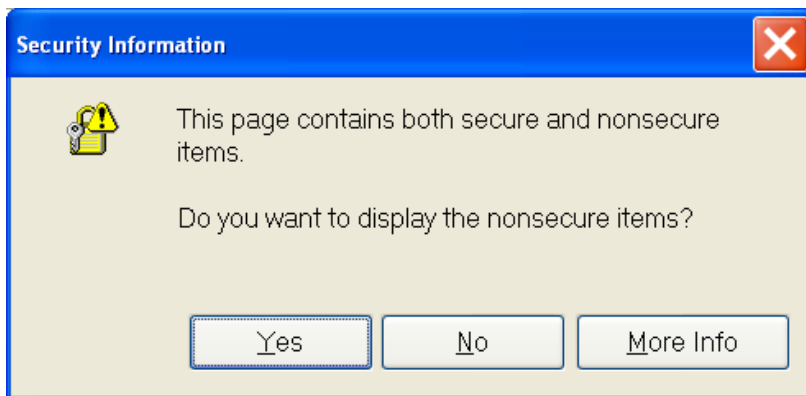 Security Information
This page contains both secure and nonsecure
items.
Do you want to display the nonsecure items?
Yes No More Info